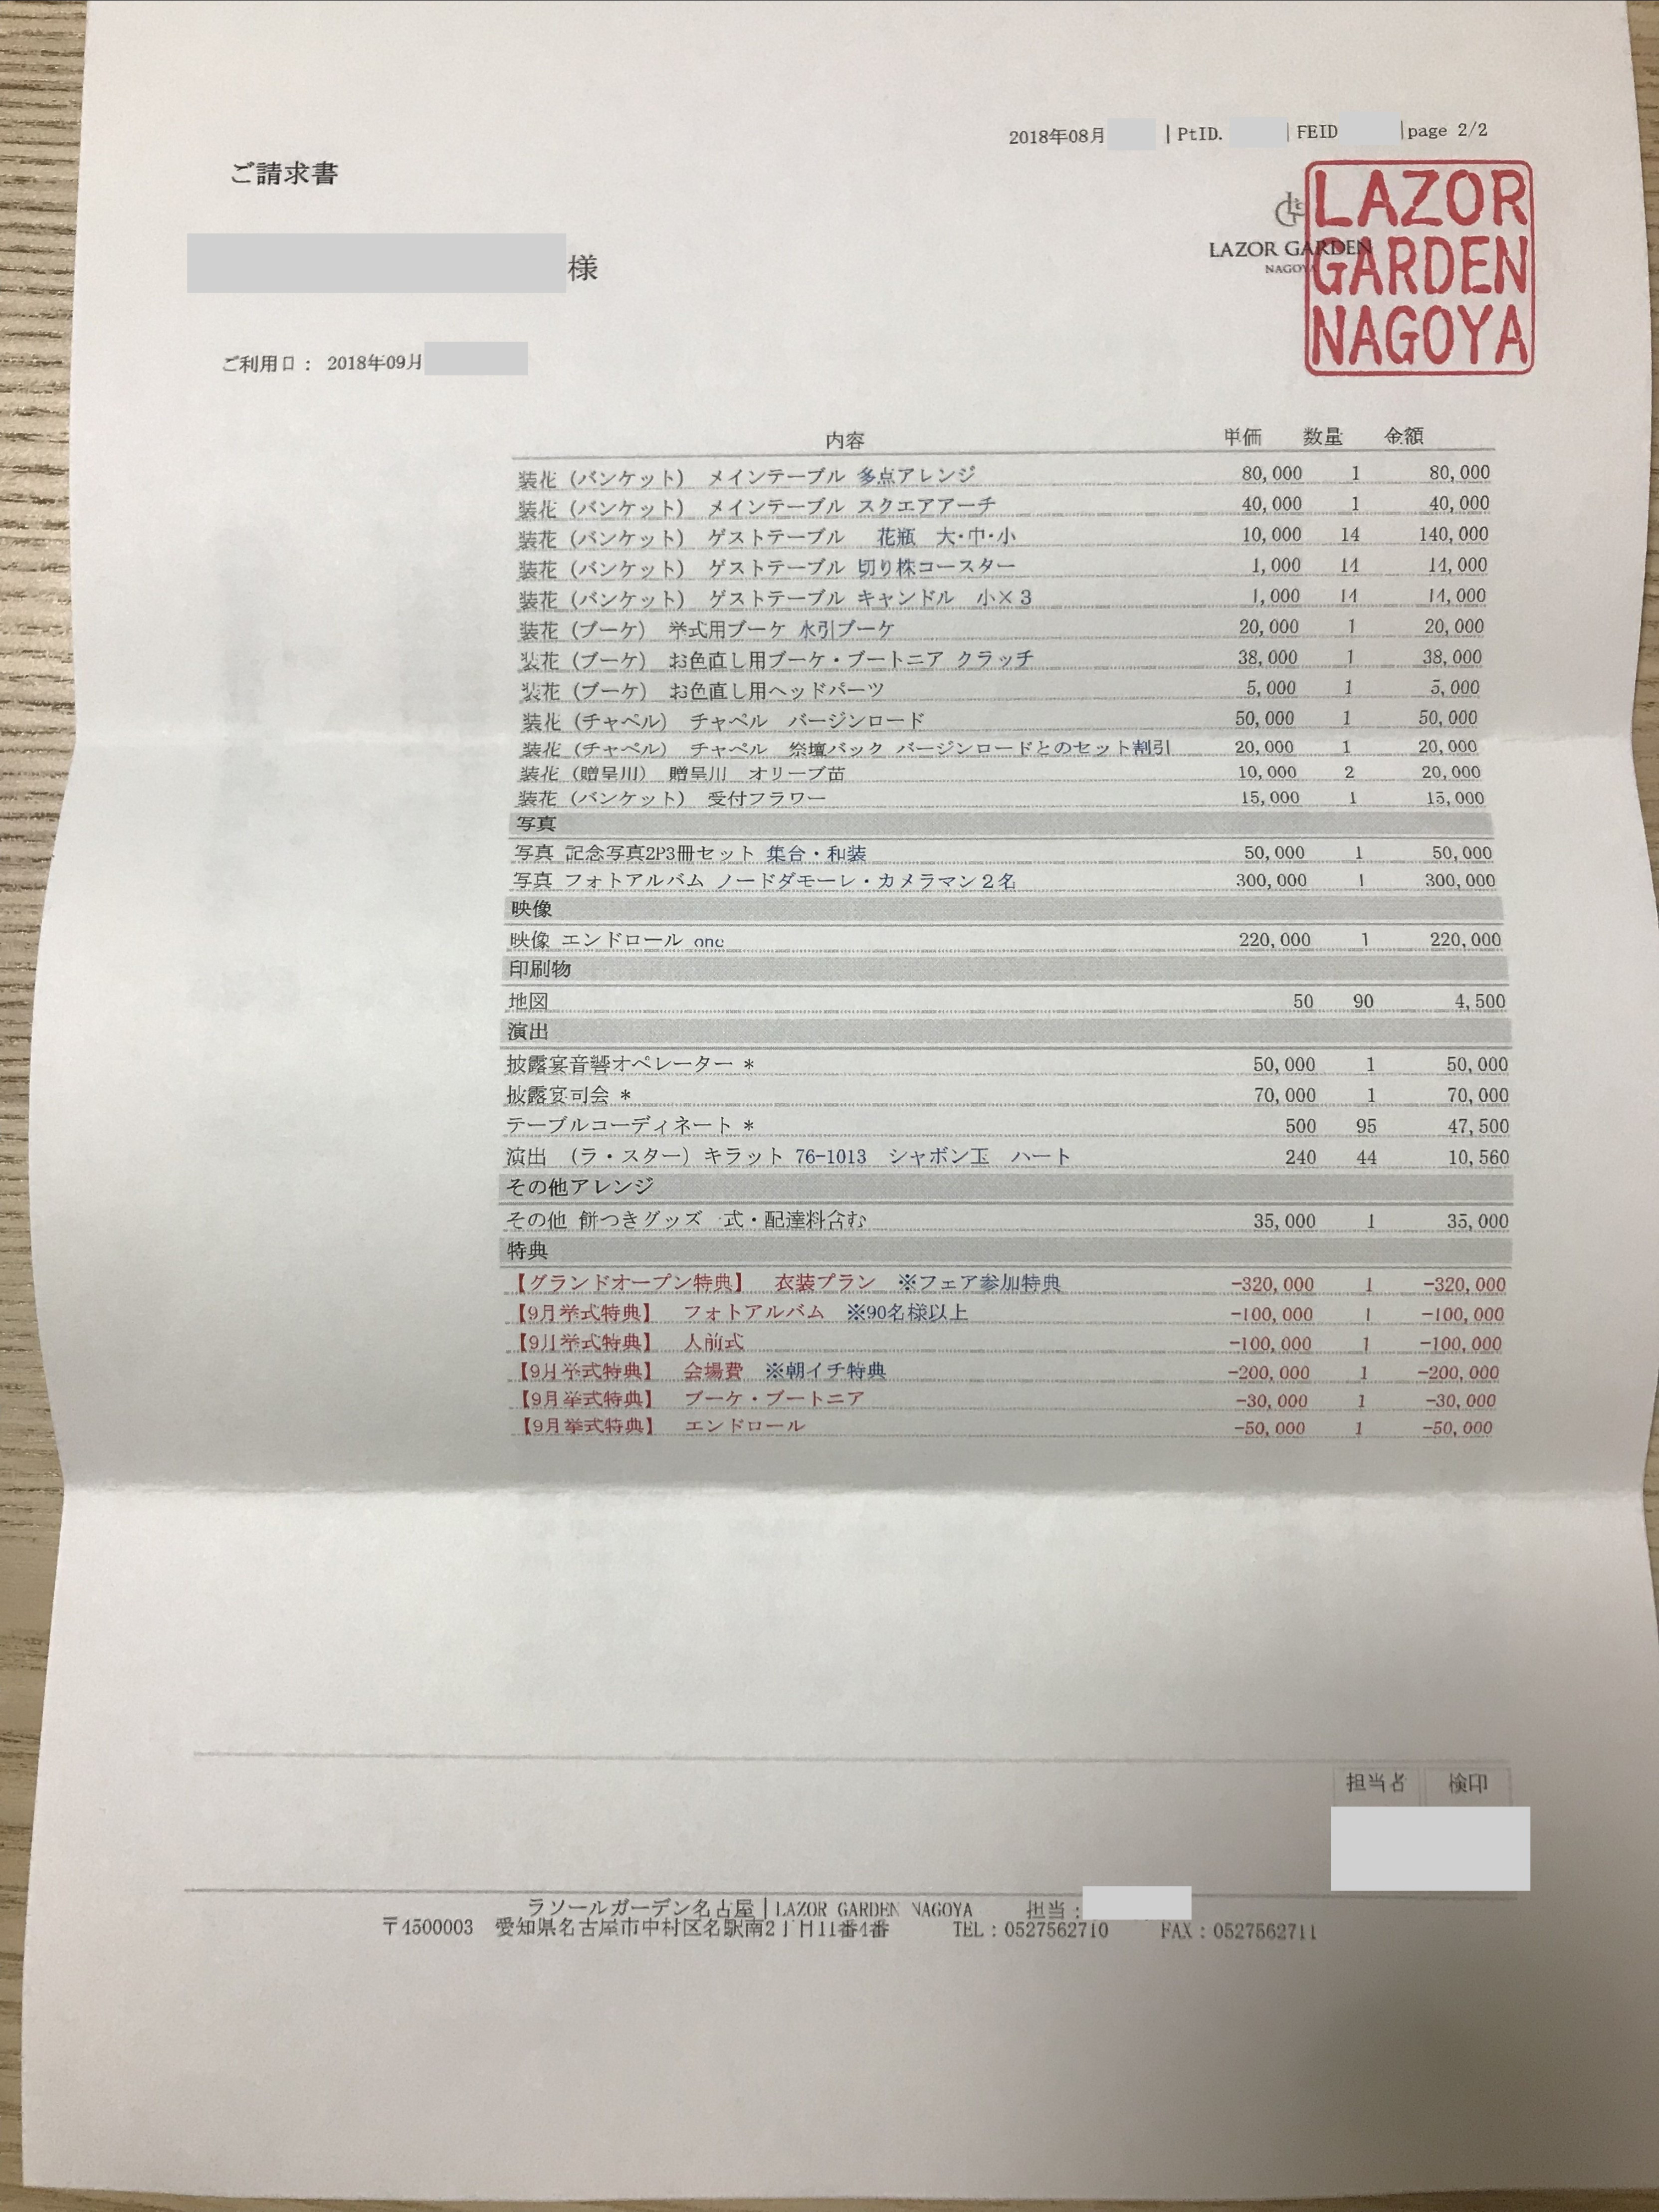 2018年08月 | PtID. | FEID | page 2/2
ご請求書
LAZOR GARDEN NAGOYA
LAZOR GARDEN
NAGOYA
様
ご利用日： 2018年09月
内容 単価 数量 金額
装花（バンケット） メインテーブル 多点アレンジ 80,000 1 80,000
装花（バンケット） メインテーブル スクエアアーチ 40,000 1 40,000
装花（バンケット） ゲストテーブル 花瓶 大・中・小 10,000 14 140,000
装花（バンケット） ゲストテーブル 切り株コースター 1,000 14 14,000
装花（バンケット） ゲストテーブル キャンドル 小×3 1,000 14 14,000
装花（ブーケ） 挙式用ブーケ 水引ブーケ 20,000 1 20,000
装花（ブーケ） お色直し用ブーケ・ブートニア クラッチ 38,000 1 38,000
装花（ブーケ） お色直し用ヘッドパーツ 5,000 1 5,000
装花（チャペル） チャペル バージンロード 50,000 1 50,000
装花（チャペル） チャペル 祭壇バック バージンロードとのセット割引 20,000 1 20,000
装花（贈呈用） 贈呈用 オリーブ苗 10,000 2 20,000
装花（バンケット） 受付フラワー 15,000 1 15,000
写真
写真 記念写真2P3冊セット 集合・和装 50,000 1 50,000
写真 フォトアルバム ノードダモーレ・カメラマン2名 300,000 1 300,000
映像
映像 エンドロール one 220,000 1 220,000
印刷物
地図 50 90 4,500
演出
披露宴音響オペレーター * 50,000 1 50,000
披露宴司会 * 70,000 1 70,000
テーブルコーディネート * 500 95 47,500
演出 （ラ・スター）キラット 76-1013 シャボン玉 ハート 240 44 10,560
その他アレンジ
その他 餅つきグッズ 一式・配達料含む 35,000 1 35,000
特典
【グランドオープン特典】 衣装プラン ※フェア参加特典 -320,000 1 -320,000
【9月挙式特典】 フォトアルバム ※90名様以上 -100,000 1 -100,000
【9月挙式特典】 人前式 -100,000 1 -100,000
【9月挙式特典】 会場費 ※朝イチ特典 -200,000 1 -200,000
【9月挙式特典】 ブーケ・ブートニア -30,000 1 -30,000
【9月挙式特典】 エンドロール -50,000 1 -50,000
担当者 検印
ラソールガーデン名古屋 | LAZOR GARDEN NAGOYA 担当：
〒4500003 愛知県名古屋市中村区名駅南2丁目11番4番 TEL：0527562710 FAX：0527562711